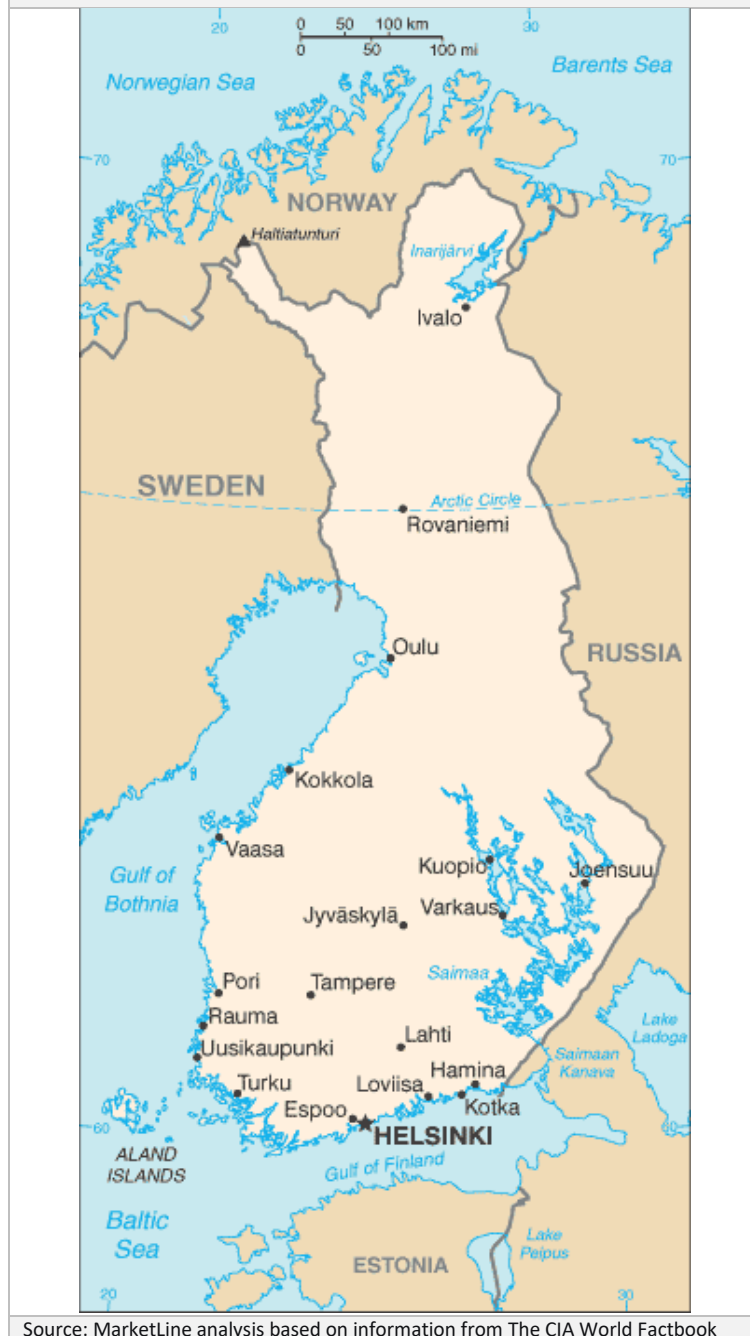 20
0 50 100 km
0 50 100 mi
30
Norwegian Sea
Barents Sea
70
70
NORWAY
Haltiatunturi
Inarijärvi
Ivalo
SWEDEN
Arctic Circle
Rovaniemi
Oulu
RUSSIA
Kokkola
Vaasa
Gulf of
Bothnia
Kuopio
Joensuu
Varkaus
Jyväskylä
Saimaa
Pori
Tampere
Rauma
Lake
Ladoga
Uusikaupunki
Lahti
Saimaan
Kanava
Hamina
Turku
Loviisa
Espoo
Kotka
60
60
HELSINKI
ALAND
ISLANDS
Gulf of Finland
Baltic
Sea
Lake
Peipus
ESTONIA
20
30
Source: MarketLine analysis based on information from The CIA World Factbook